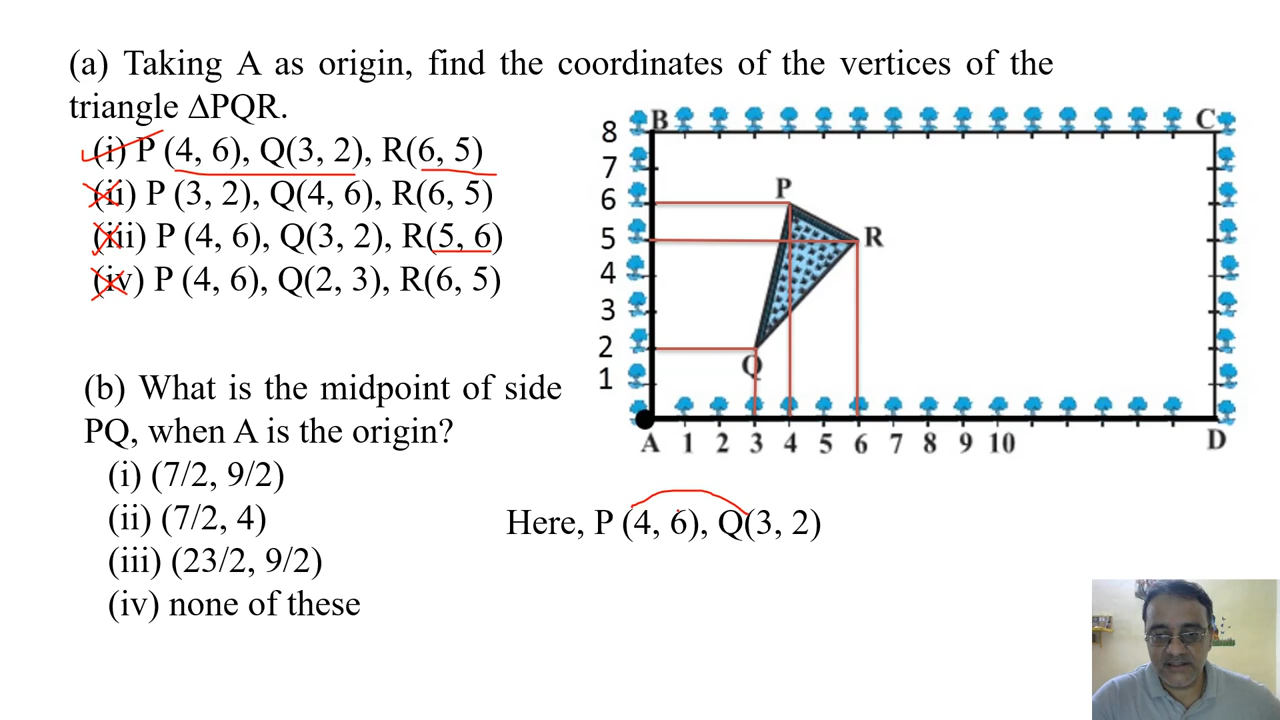 (a) Taking A as origin, find the coordinates of the vertices of the
triangle ΔPQR.
(i) P (4, 6), Q(3, 2), R(6, 5)
(ii) P (3, 2), Q(4, 6), R(6, 5)
(iii) P (4, 6), Q(3, 2), R(5, 6)
(iv) P (4, 6), Q(2, 3), R(6, 5)
B C
8
7
6
5
4
3
2
1
P
R
Q
A 1 2 3 4 5 6 7 8 9 10 D
(b) What is the midpoint of side
PQ, when A is the origin?
(i) (7/2, 9/2)
(ii) (7/2, 4)
(iii) (23/2, 9/2)
(iv) none of these
Here, P (4, 6), Q(3, 2)